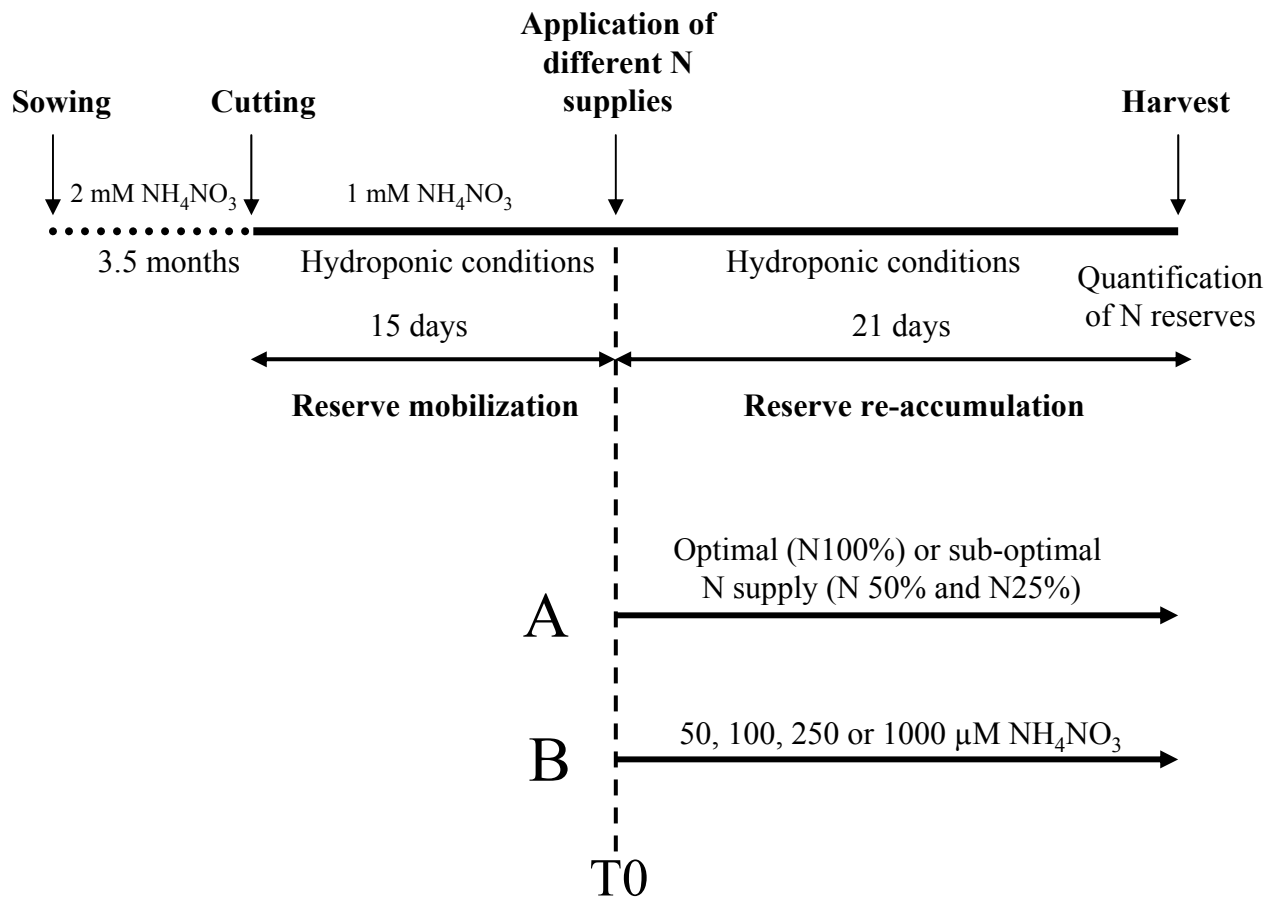 Application of
different N
supplies
Sowing
Cutting
Harvest
2 mM NH₄NO₃
1 mM NH₄NO₃
3.5 months
Hydroponic conditions
Hydroponic conditions
Quantification
of N reserves
15 days
21 days
Reserve mobilization
Reserve re-accumulation
Optimal (N100%) or sub-optimal
N supply (N 50% and N25%)
A
50, 100, 250 or 1000 µM NH₄NO₃
B
T0